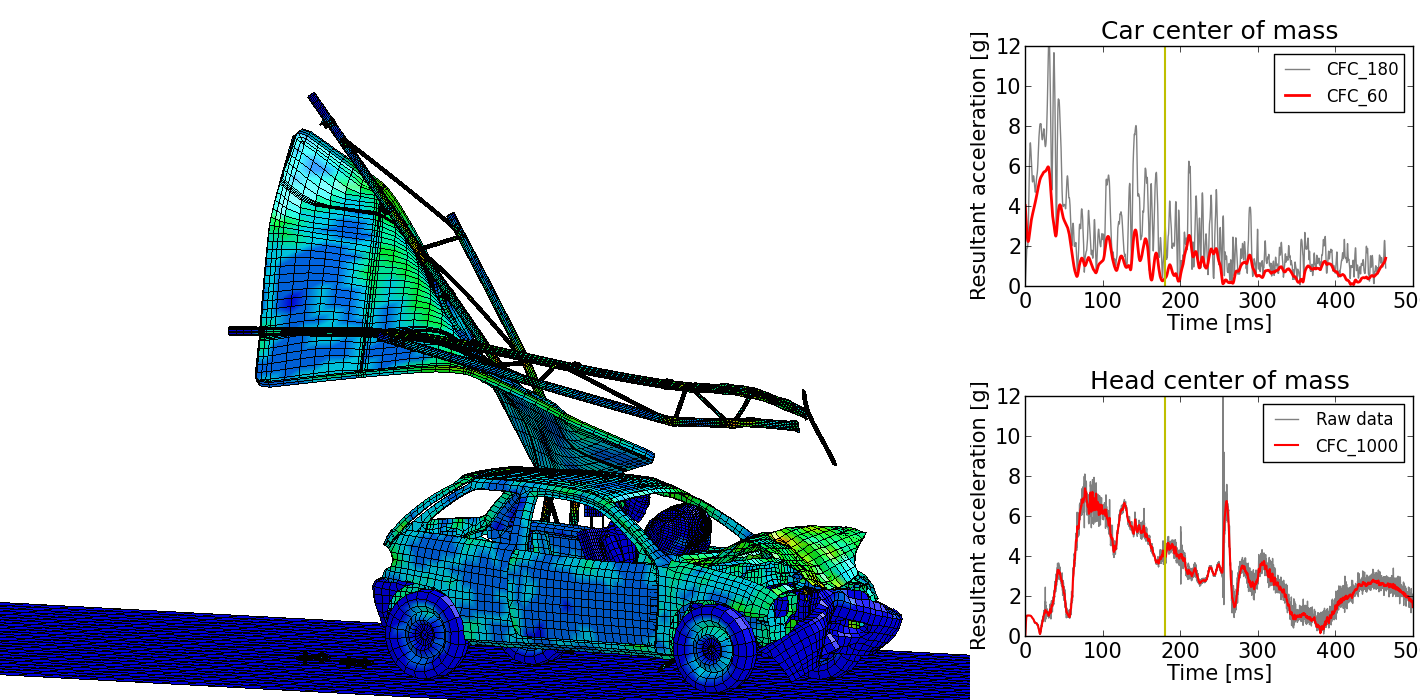 Car center of mass
Resultant acceleration [g]
12
10
8
6
4
2
0
CFC_180
CFC_60
0 100 200 300 400 50
Time [ms]
Head center of mass
Resultant acceleration [g]
12
10
8
6
4
2
0
Raw data
CFC_1000
0 100 200 300 400 50
Time [ms]